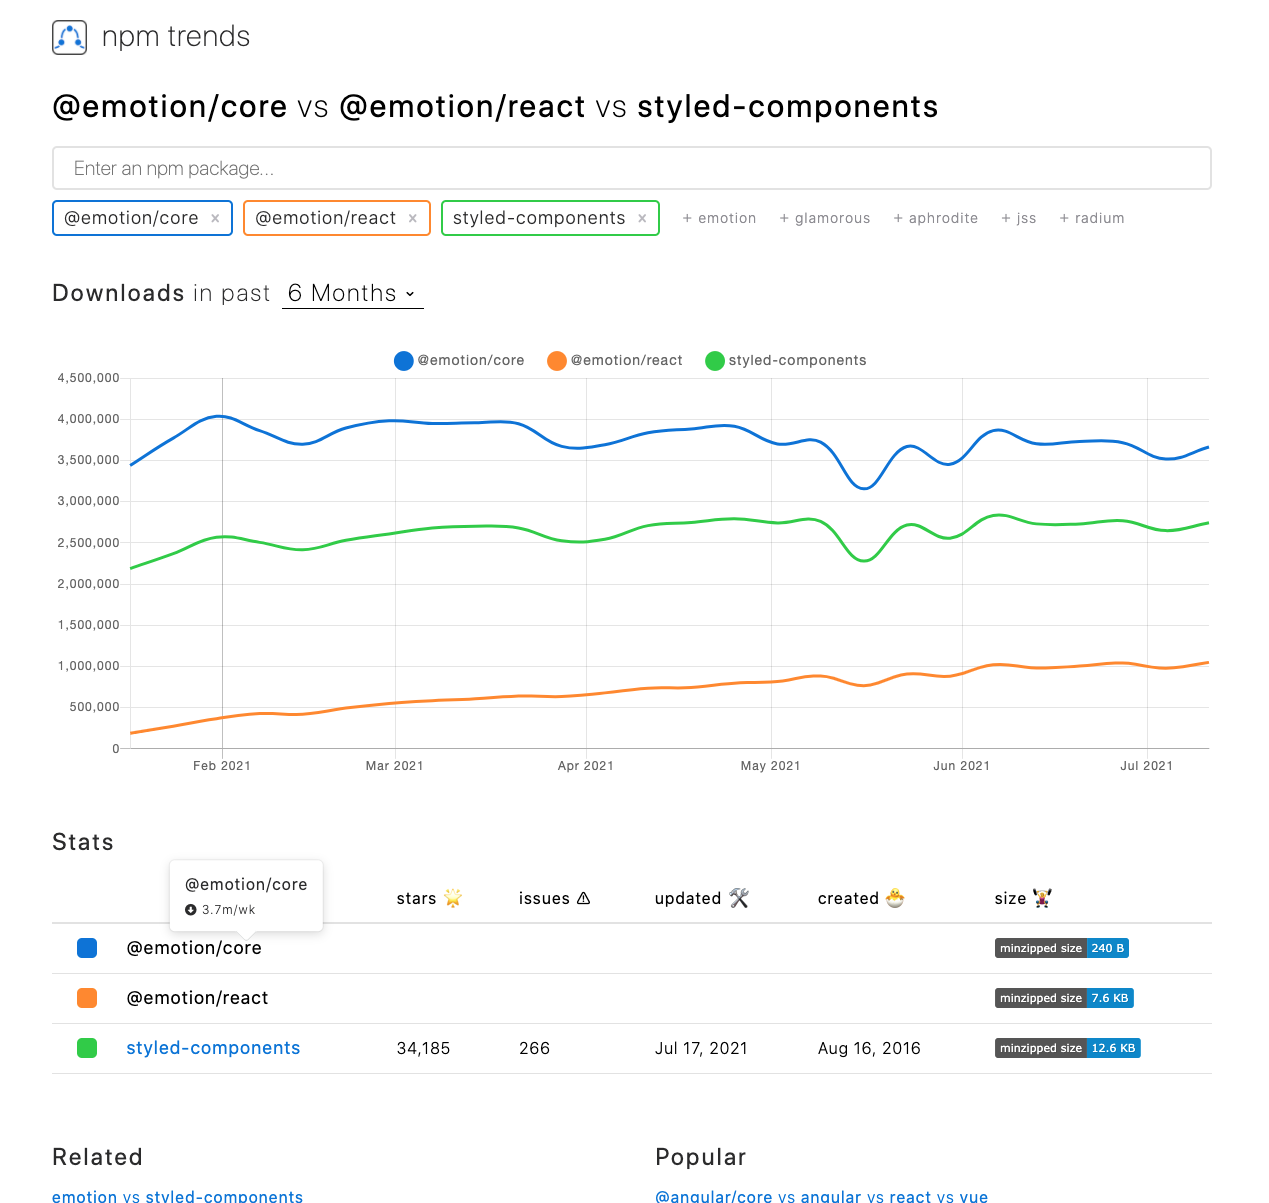 npm trends
@emotion/core vs @emotion/react vs styled-components
Enter an npm package...
@emotion/core × @emotion/react × styled-components × + emotion + glamorous + aphrodite + jss + radium
Downloads in past 6 Months
@emotion/core @emotion/react styled-components
4,500,000
4,000,000
3,500,000
3,000,000
2,500,000
2,000,000
1,500,000
1,000,000
500,000
0
Feb 2021 Mar 2021 Apr 2021 May 2021 Jun 2021 Jul 2021
Stats
@emotion/core
3.7m/wk
stars issues updated created size
@emotion/core minzipped size 240 B
@emotion/react minzipped size 7.6 KB
styled-components 34,185 266 Jul 17, 2021 Aug 16, 2016 minzipped size 12.6 KB
Related Popular
emotion vs styled-components @angular/core vs angular vs react vs vue